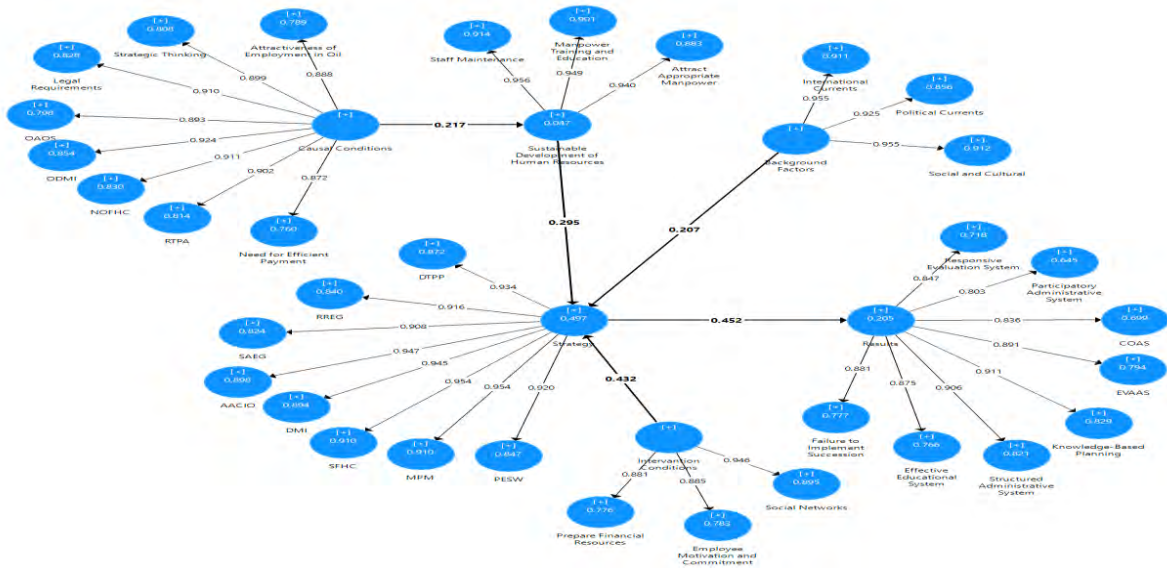 [+]
0.808
Strategic Thinking
[+]
0.789
Attractiveness of
Employment in Oil
[+]
0.914
Staff Maintenance
[+]
0.901
Manpower
Training and
Education
[+]
0.883
Attract
Appropriate
Manpower
[+]
0.911
International
Currents
[+]
0.856
Political Currents
[+]
0.912
Social and Cultural
[+]
0.828
Legal
Requirements
[+]
0.798
OAOS
[+]
0.854
ODMI
[+]
0.830
NOFHC
[+]
0.814
RTPA
[+]
0.760
Need for Efficient
Payment
0.899
0.888
0.910
0.893
0.924
0.911
0.902
0.872
[+]
Causal Conditions
0.217
0.956
0.949
0.940
[+]
0.047
Sustainable
Development of
Human Resources
0.955
0.925
0.955
[+]
Background
Factors
0.295
0.207
[+]
0.872
DTPP
[+]
0.840
RREG
[+]
0.824
SAEG
[+]
0.898
AACIO
[+]
0.894
DMI
[+]
0.910
SFHC
[+]
0.910
MPM
[+]
0.847
PESW
0.934
0.916
0.908
0.947
0.945
0.954
0.954
0.920
[+]
0.497
Strategy
0.452
[+]
0.205
Results
0.432
[+]
0.718
Responsive
Evaluation System
[+]
0.645
Participatory
Administrative
System
[+]
0.699
COAS
[+]
0.794
EVAAS
[+]
0.829
Knowledge-Based
Planning
[+]
0.821
Structured
Administrative
System
[+]
0.766
Effective
Educational
System
[+]
0.777
Failure to
Implement
Succession
0.847
0.803
0.836
0.891
0.911
0.906
0.875
0.881
[+]
Intervention
Conditions
0.881
0.885
0.946
[+]
0.776
Prepare Financial
Resources
[+]
0.783
Employee
Motivation and
Commitment
[+]
0.895
Social Networks